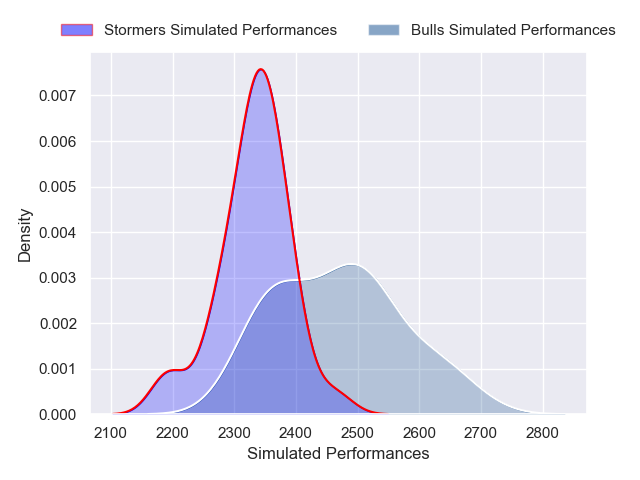 Stormers Simulated Performances Bulls Simulated Performances
0.007
0.006
0.005
0.004
0.003
0.002
0.001
0.000
Density
2100 2200 2300 2400 2500 2600 2700 2800
Simulated Performances